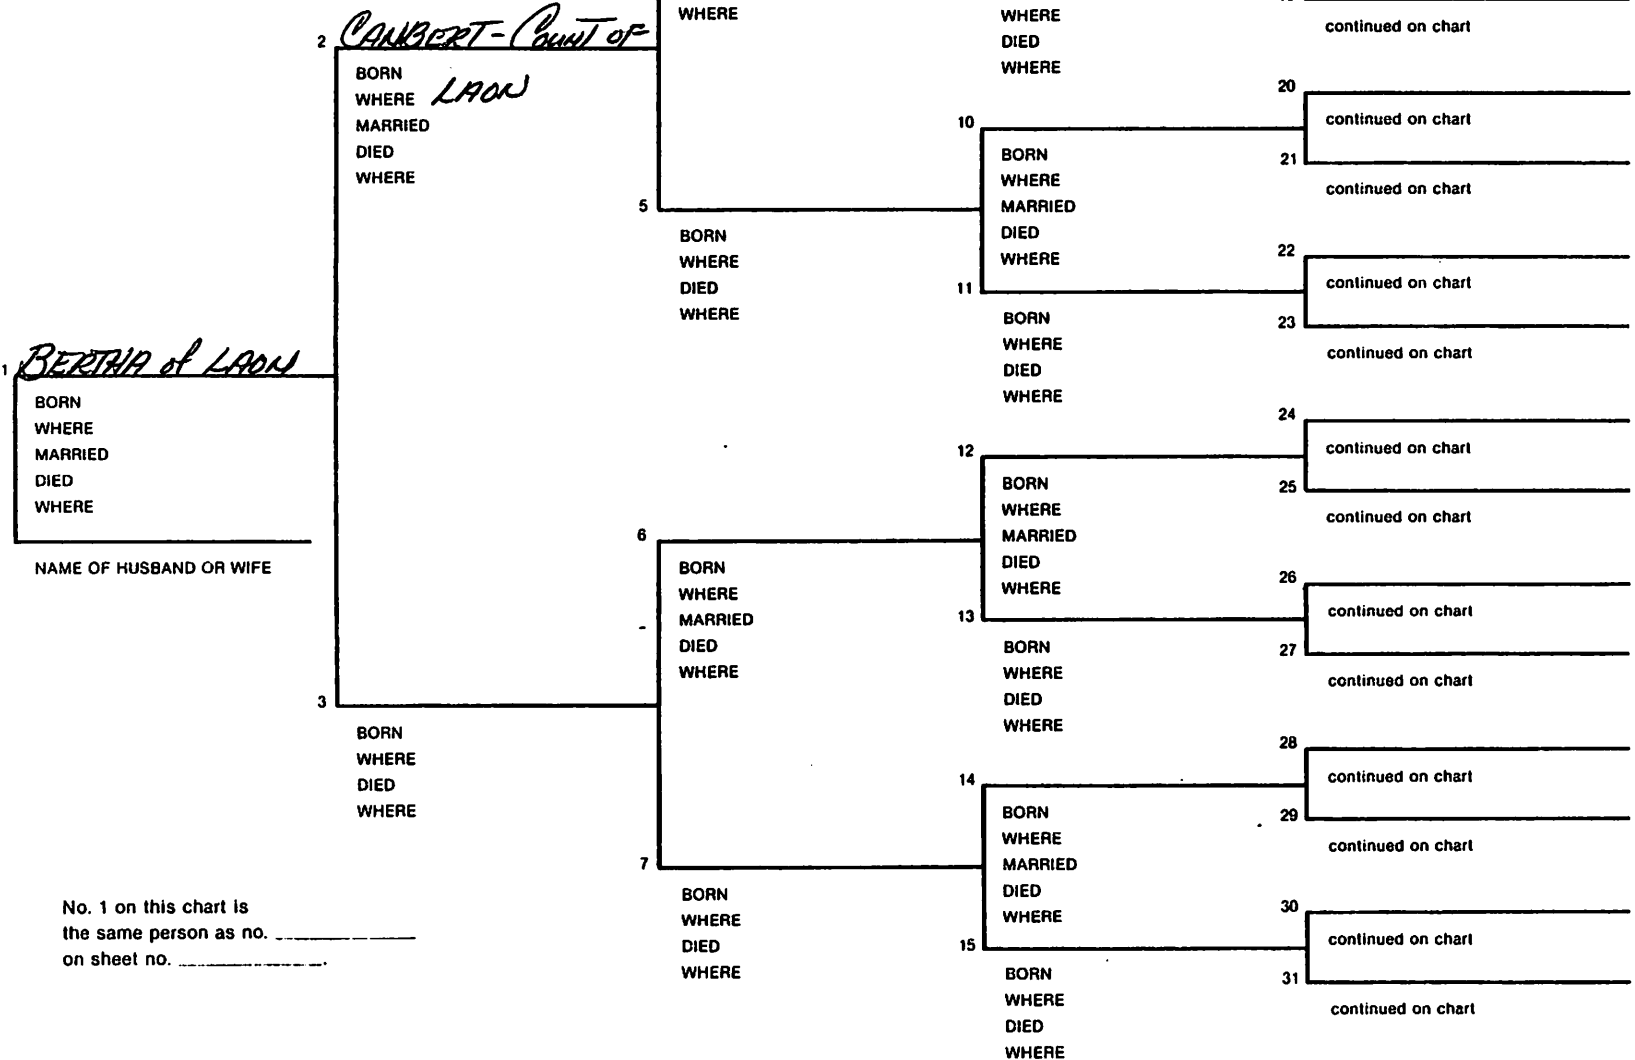 WHERE
WHERE
DIED
WHERE
continued on chart
2 CANBERT - COUNT OF
BORN
WHERE LAON
MARRIED
DIED
WHERE
5
BORN
WHERE
DIED
WHERE
10
BORN
WHERE
MARRIED
DIED
WHERE
11
BORN
WHERE
DIED
WHERE
20
continued on chart
21
continued on chart
22
continued on chart
23
continued on chart
1 BERTHA of LAON
BORN
WHERE
MARRIED
DIED
WHERE
NAME OF HUSBAND OR WIFE
3
BORN
WHERE
DIED
WHERE
6
BORN
WHERE
MARRIED
DIED
WHERE
7
BORN
WHERE
DIED
WHERE
12
BORN
WHERE
MARRIED
DIED
WHERE
13
BORN
WHERE
DIED
WHERE
14
BORN
WHERE
MARRIED
DIED
WHERE
15
BORN
WHERE
DIED
WHERE
24
continued on chart
25
continued on chart
26
continued on chart
27
continued on chart
28
continued on chart
29
continued on chart
30
continued on chart
31
continued on chart
No. 1 on this chart is
the same person as no.
on sheet no. .